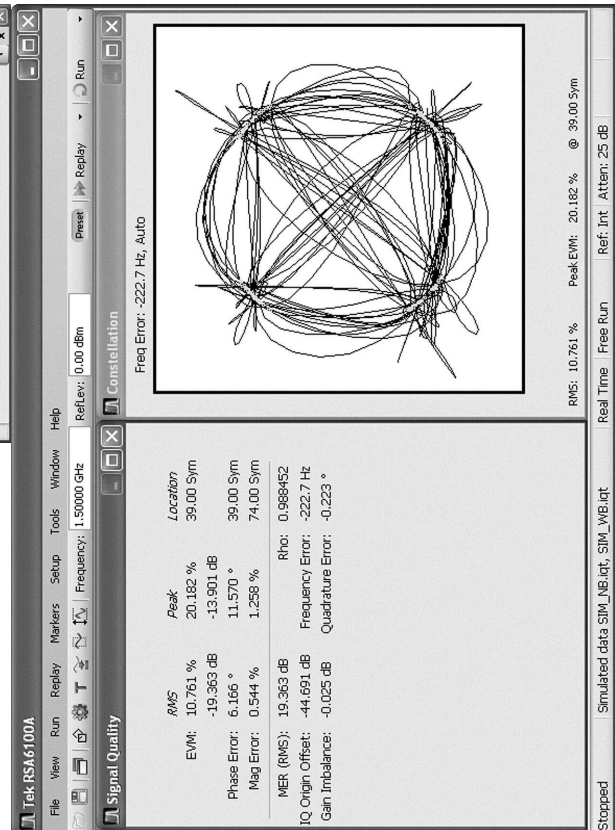 Tek RSA6100A
File View Run Replay Markers Setup Tools Window Help
Frequency: 1.50000 GHz RefLev: 0.00 dBm Preset Replay Run
Signal Quality
RMS Peak Location
EVM: 10.761 % 20.182 % 39.00 Sym
-19.363 dB -13.901 dB
Phase Error: 6.166 ° 11.570 ° 39.00 Sym
Mag Error: 0.544 % 1.258 % 74.00 Sym
MER (RMS): 19.363 dB Rho: 0.988452
IQ Origin Offset: -44.691 dB Frequency Error: -222.7 Hz
Gain Imbalance: -0.025 dB Quadrature Error: -0.223 °
Constellation
Freq Error: -222.7 Hz, Auto
RMS: 10.761 % Peak EVM: 20.182 % @ 39.00 Sym
Stopped Simulated data SIM_NB.iqt, SIM_WB.iqt Real Time Free Run Ref: Int Atten: 25 dB